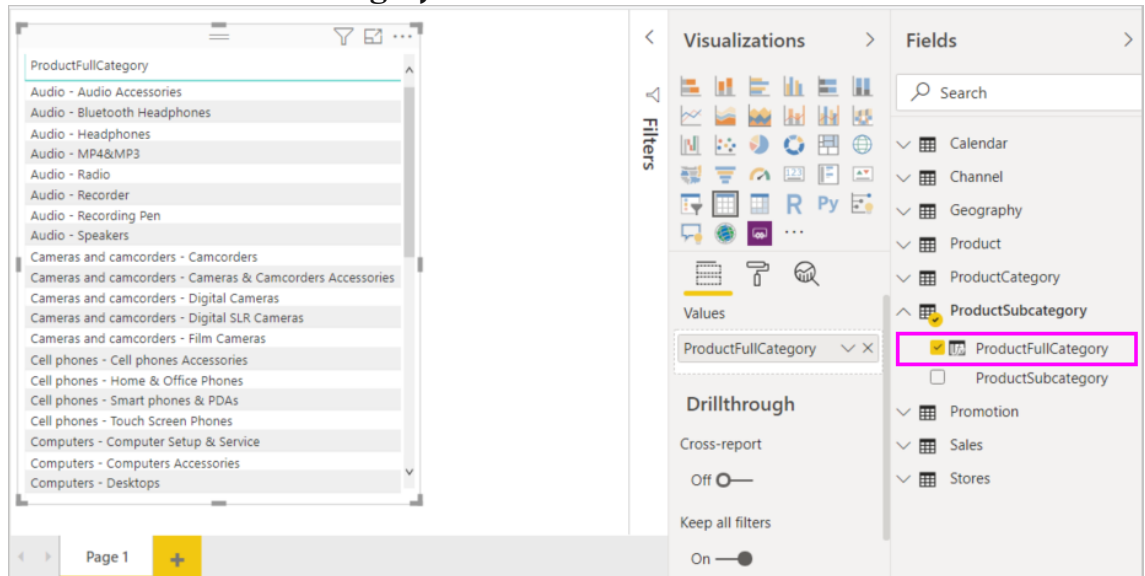 ProductFullCategory
Audio - Audio Accessories
Audio - Bluetooth Headphones
Audio - Headphones
Audio - MP4&MP3
Audio - Radio
Audio - Recorder
Audio - Recording Pen
Audio - Speakers
Cameras and camcorders - Camcorders
Cameras and camcorders - Cameras & Camcorders Accessories
Cameras and camcorders - Digital Cameras
Cameras and camcorders - Digital SLR Cameras
Cameras and camcorders - Film Cameras
Cell phones - Cell phones Accessories
Cell phones - Home & Office Phones
Cell phones - Smart phones & PDAs
Cell phones - Touch Screen Phones
Computers - Computer Setup & Service
Computers - Computers Accessories
Computers - Desktops
Page 1
Filters
Visualizations
123
R Py
Values
ProductFullCategory
Drillthrough
Cross-report
Off
Keep all filters
On
Fields
Search
Calendar
Channel
Geography
Product
ProductCategory
ProductSubcategory
ProductFullCategory
ProductSubcategory
Promotion
Sales
Stores